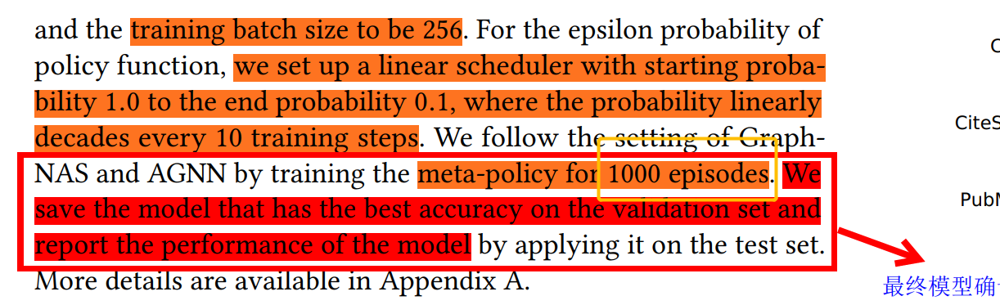 and the training batch size to be 256. For the epsilon probability of
policy function, we set up a linear scheduler with starting proba-
bility 1.0 to the end probability 0.1, where the probability linearly
decades every 10 training steps. We follow the setting of Graph-
NAS and AGNN by training the meta-policy for 1000 episodes. We
save the model that has the best accuracy on the validation set and
report the performance of the model by applying it on the test set.
More details are available in Appendix A.
C
CiteS
PubM
最终模型确